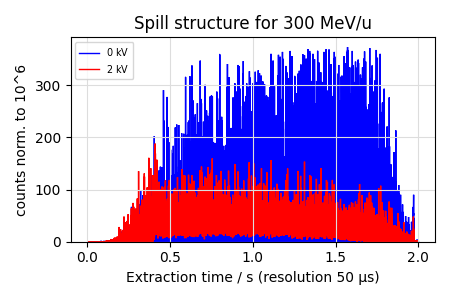 Spill structure for 300 MeV/u
0 kV
2 kV
counts norm. to 10^6
300
200
100
0
0.0 0.5 1.0 1.5 2.0
Extraction time / s (resolution 50 µs)